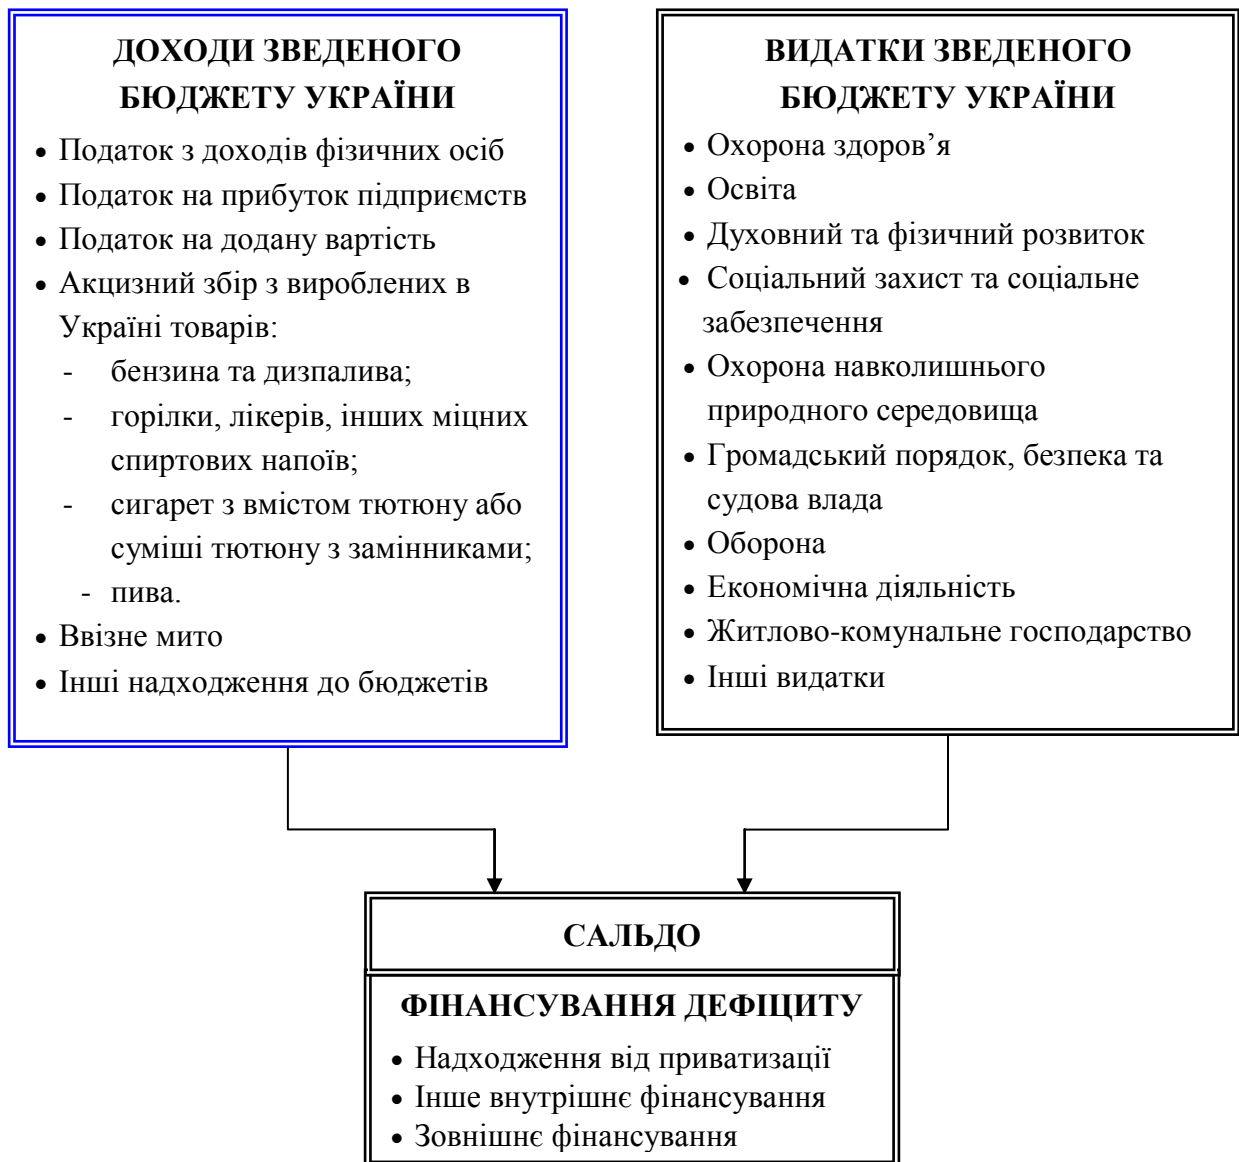 ДОХОДИ ЗВЕДЕНОГО
БЮДЖЕТУ УКРАЇНИ
• Податок з доходів фізичних осіб
• Податок на прибуток підприємств
• Податок на додану вартість
• Акцизний збір з вироблених в
Україні товарів:
- бензина та дизпалива;
- горілки, лікерів, інших міцних
спиртових напоїв;
- сигарет з вмістом тютюну або
суміші тютюну з замінниками;
- пива.
• Ввізне мито
• Інші надходження до бюджетів
ВИДАТКИ ЗВЕДЕНОГО
БЮДЖЕТУ УКРАЇНИ
• Охорона здоров’я
• Освіта
• Духовний та фізичний розвиток
• Соціальний захист та соціальне
забезпечення
• Охорона навколишнього
природного середовища
• Громадський порядок, безпека та
судова влада
• Оборона
• Економічна діяльність
• Житлово-комунальне господарство
• Інші видатки
САЛЬДО
ФІНАНСУВАННЯ ДЕФІЦИТУ
• Надходження від приватизації
• Інше внутрішнє фінансування
• Зовнішнє фінансування